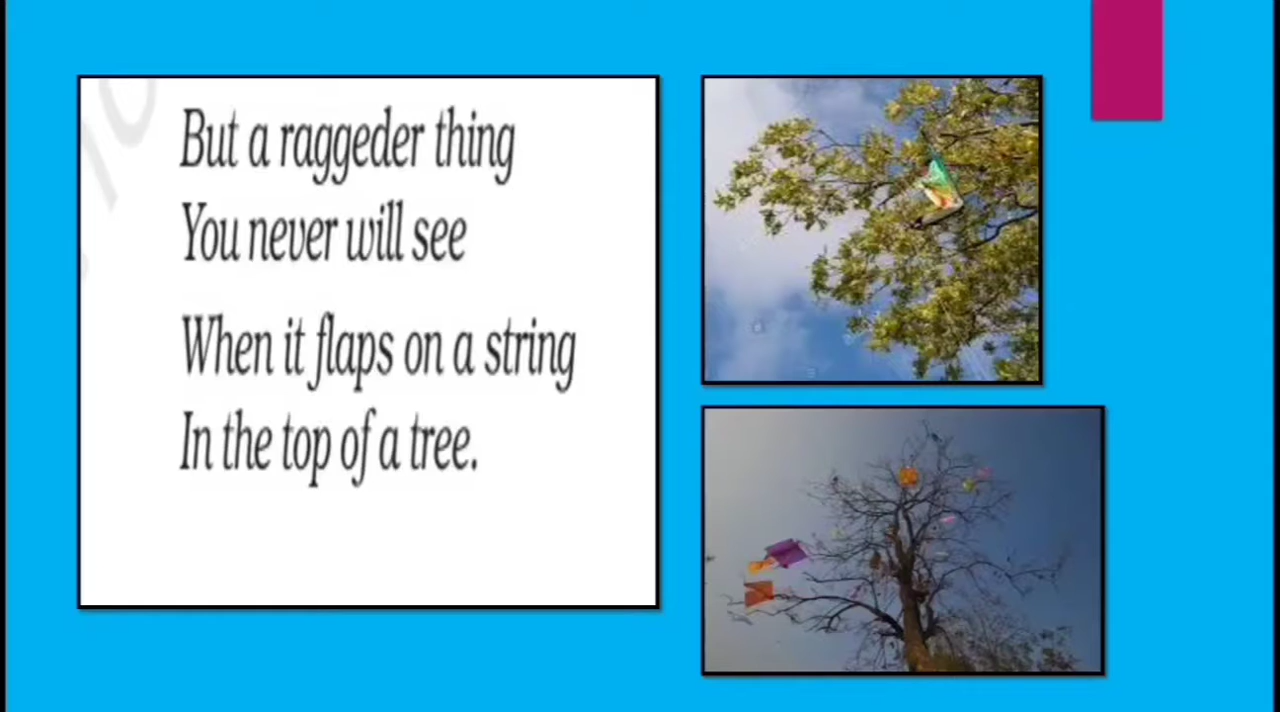 But a raggeder thing
You never will see
When it flaps on a string
In the top of a tree.